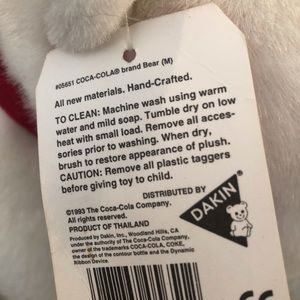 #05651 COCA-COLA® brand Bear (M)
All new materials. Hand-Crafted.
TO CLEAN: Machine wash using warm
water and mild soap. Tumble dry on low
heat with small load. Remove all acces-
sories prior to washing. When dry,
brush to restore appearance of plush.
CAUTION: Remove all plastic taggers
before giving toy to child.
DISTRIBUTED BY
DAKIN
©1993 The Coca-Cola Company.
All rights reserved.
PRODUCT OF THAILAND
Produced by Dakin, Inc., Woodland Hills, CA
under the authority of The Coca-Cola Company,
owner of the trademarks COCA-COLA, COKE,
the design of the contour bottle and the Dynamic
Ribbon Device.